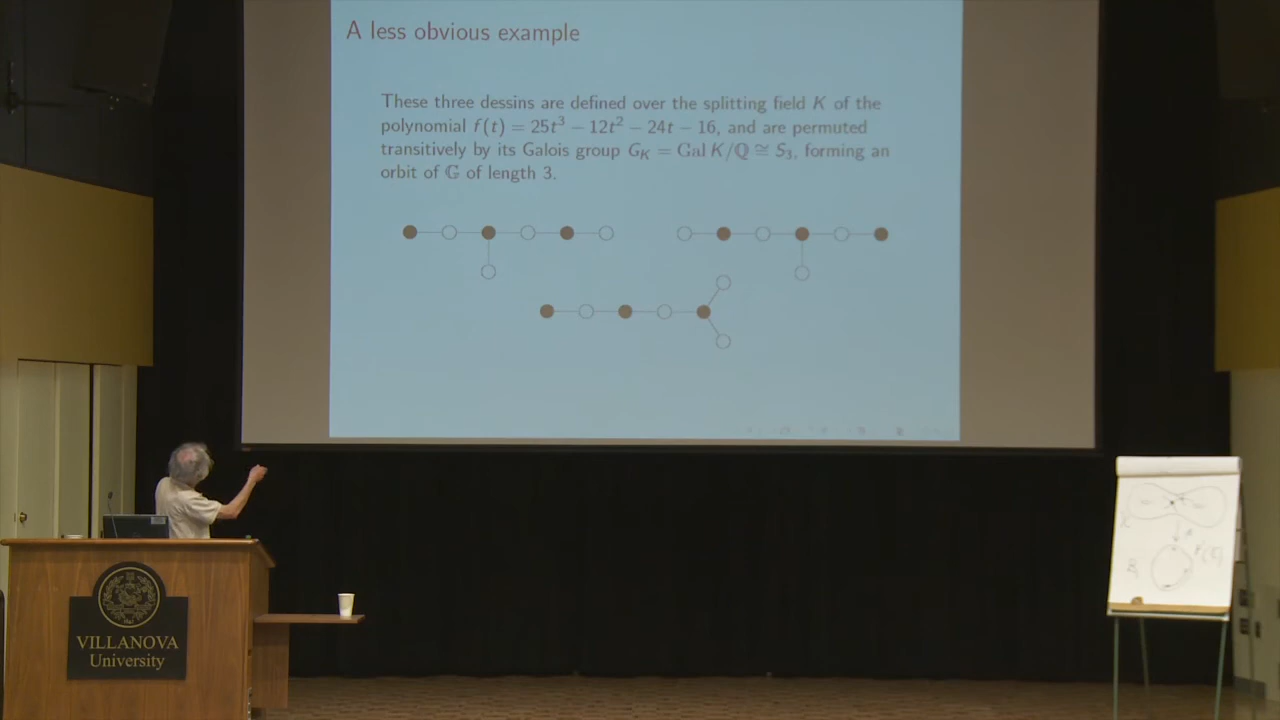 A less obvious example
These three dessins are defined over the splitting field K of the
polynomial f(t) = 25t³ − 12t² − 24t − 16, and are permuted
transitively by its Galois group G_K = Gal K/ℚ ≅ S₃, forming an
orbit of 𝔾 of length 3.
VILLANOVA
University